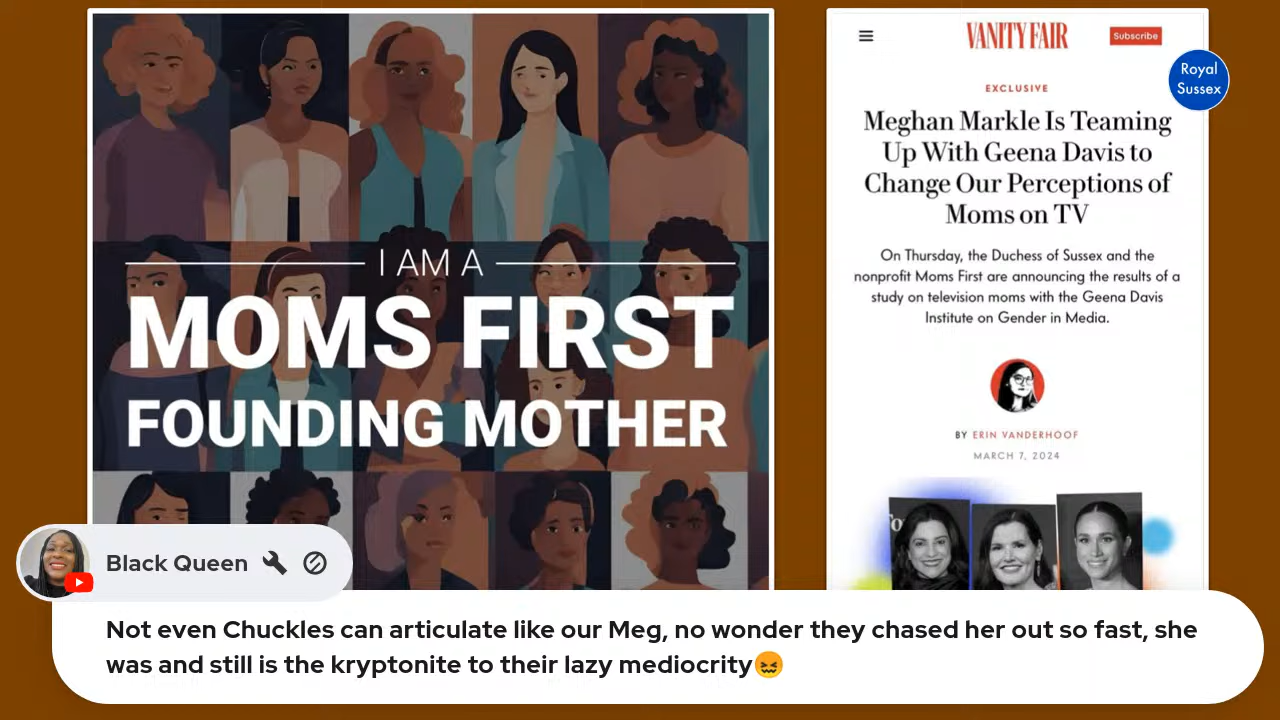 I AM A
MOMS FIRST
FOUNDING MOTHER
VANITY FAIR
Subscribe
Royal
Sussex
EXCLUSIVE
Meghan Markle Is Teaming
Up With Geena Davis to
Change Our Perceptions of
Moms on TV
On Thursday, the Duchess of Sussex and the
nonprofit Moms First are announcing the results of a
study on television moms with the Geena Davis
Institute on Gender in Media.
BY ERIN VANDERHOOF
MARCH 7, 2024
Black Queen
Not even Chuckles can articulate like our Meg, no wonder they chased her out so fast, she
was and still is the kryptonite to their lazy mediocrity😖